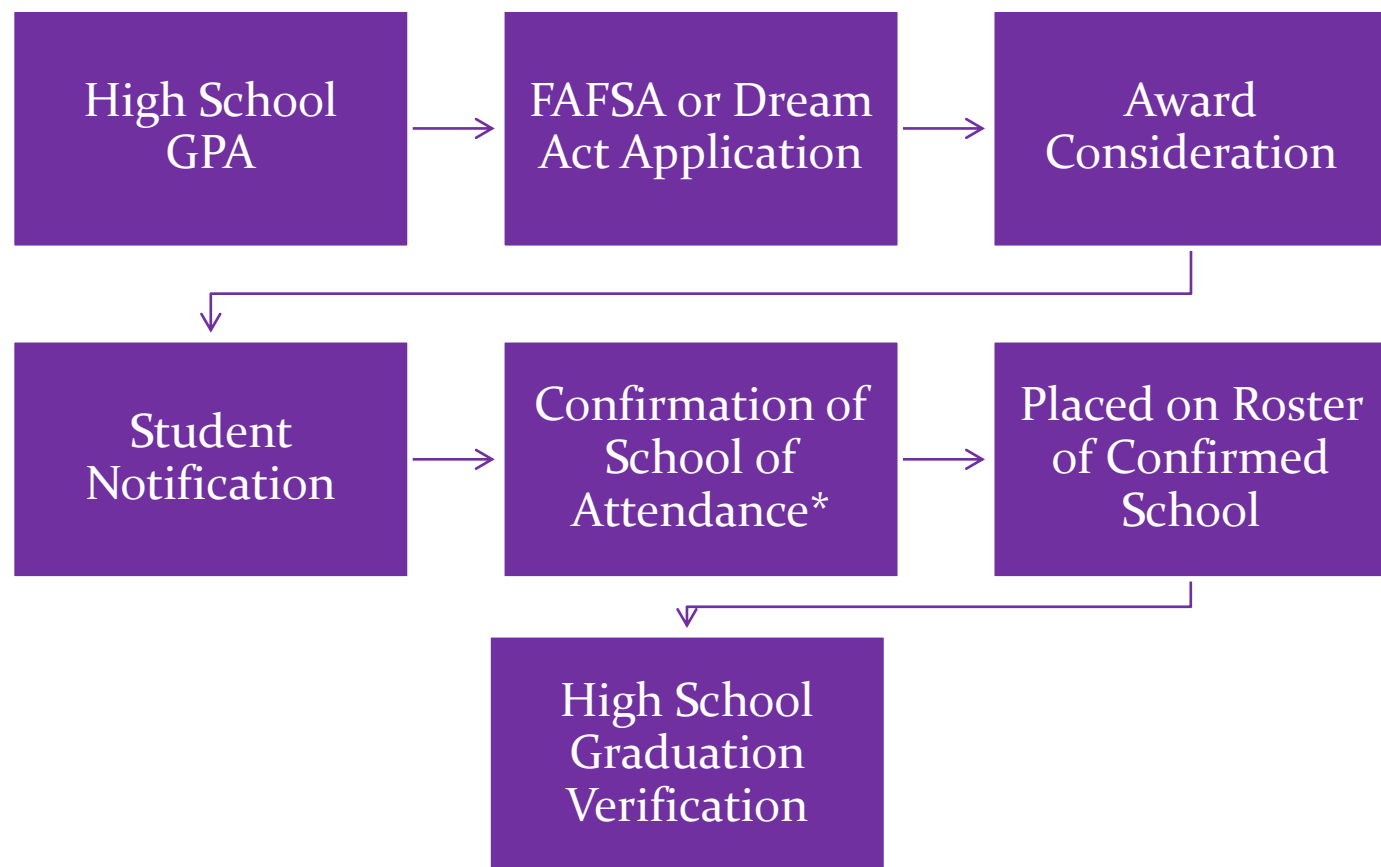 High School
GPA
FAFSA or Dream
Act Application
Award
Consideration
Student
Notification
Confirmation of
School of
Attendance*
Placed on Roster
of Confirmed
School
High School
Graduation
Verification